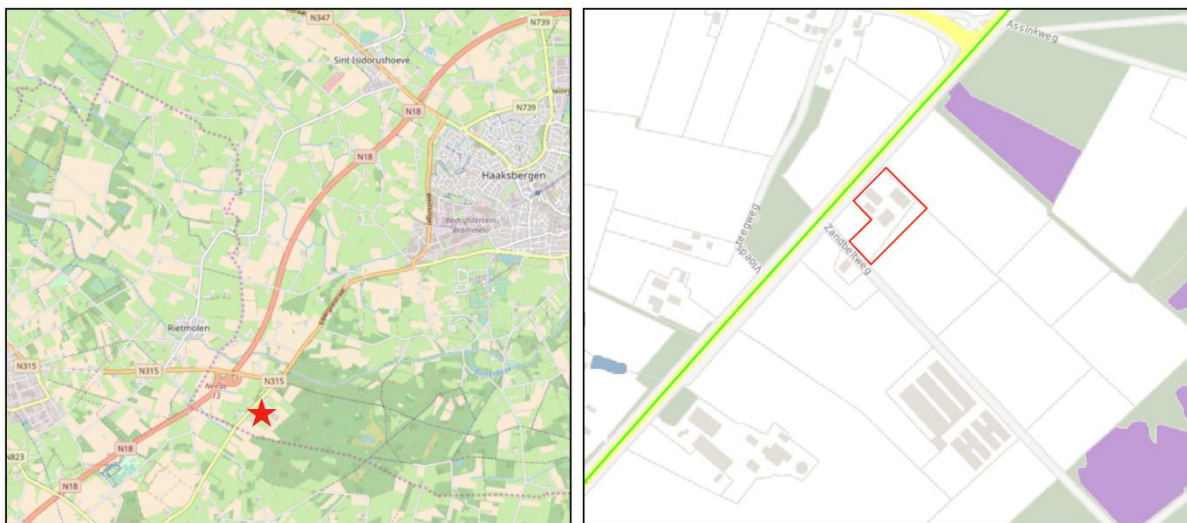 N347
N739
Sint Isidorushoeve
N18
N739
N18
Haaksbergen
Bedrijfsterrein
Brammelo
Rietmolen
N315
N315
N315
Neede
13
N18
N18
N823
Assinkweg
Vloedsteegweg
Zandbeltweg